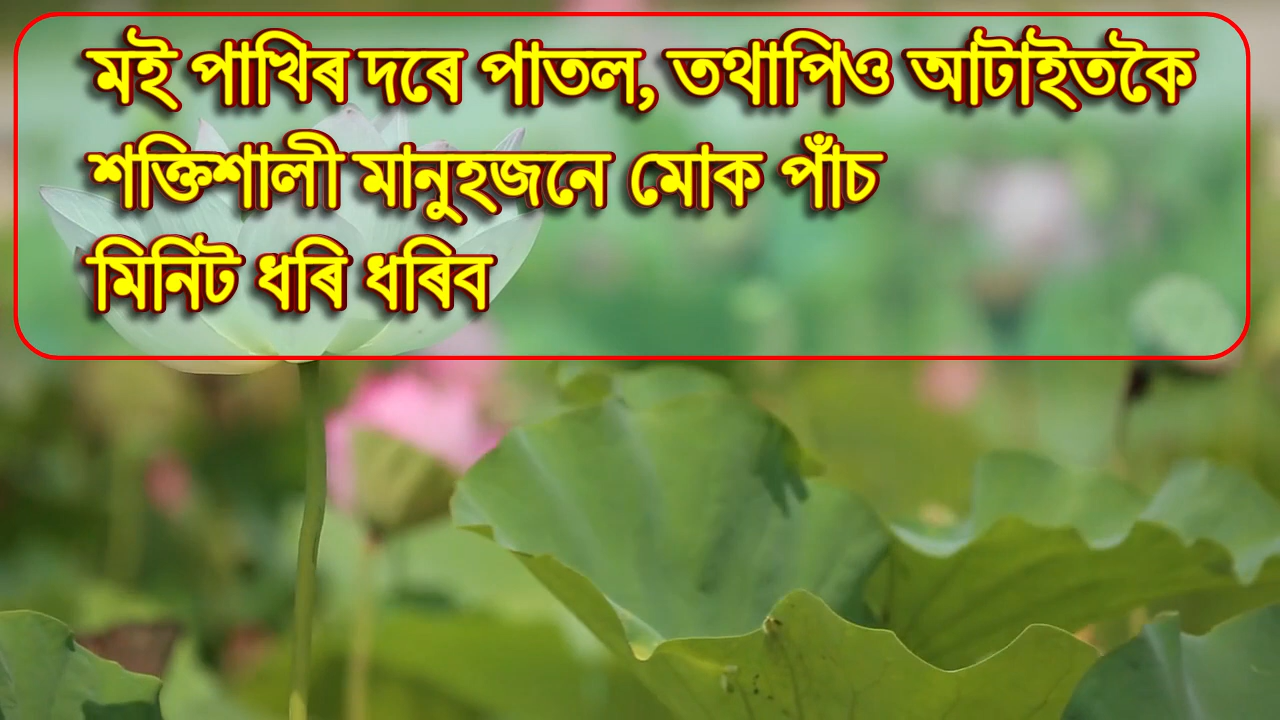 মই পাখিৰ দৰে পাতল, তথাপিও আটাইতকৈ
শক্তিশালী মানুহজনে মোক পাঁচ
মিনিট ধৰি ধৰিব